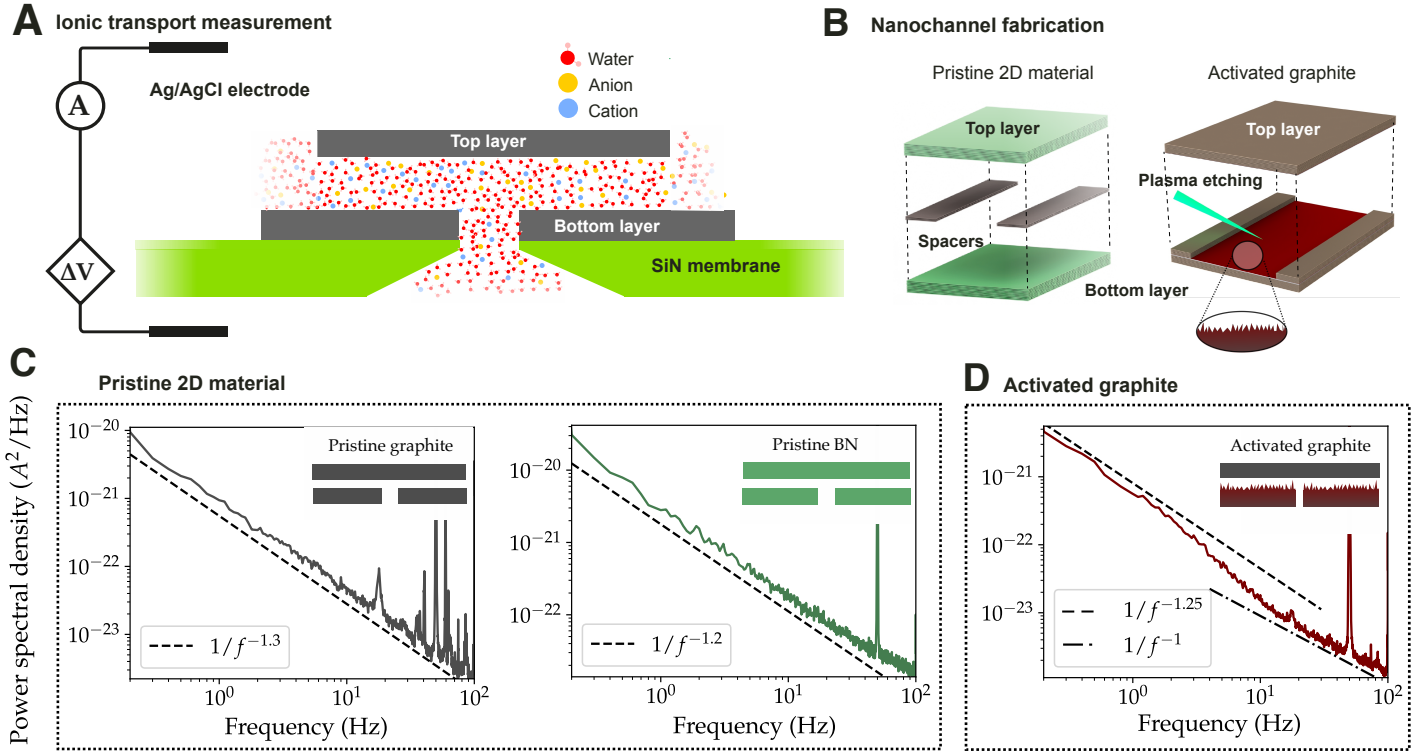 A
Ionic transport measurement
Water
Anion
Cation
Ag/AgCl electrode
A
Top layer
Bottom layer
ΔV
SiN membrane
B
Nanochannel fabrication
Pristine 2D material
Activated graphite
Top layer
Top layer
Plasma etching
Spacers
Bottom layer
C
Pristine 2D material
Power spectral density (A²/Hz)
10⁻²⁰
10⁻²¹
10⁻²²
10⁻²³
Pristine graphite
1/f⁻¹·³
10⁰
10¹
10²
Frequency (Hz)
10⁻²⁰
10⁻²¹
10⁻²²
Pristine BN
1/f⁻¹·²
10⁰
10¹
10²
Frequency (Hz)
D
Activated graphite
10⁻²¹
10⁻²²
10⁻²³
Activated graphite
1/f⁻¹·²⁵
1/f⁻¹
10⁰
10¹
10²
Frequency (Hz)